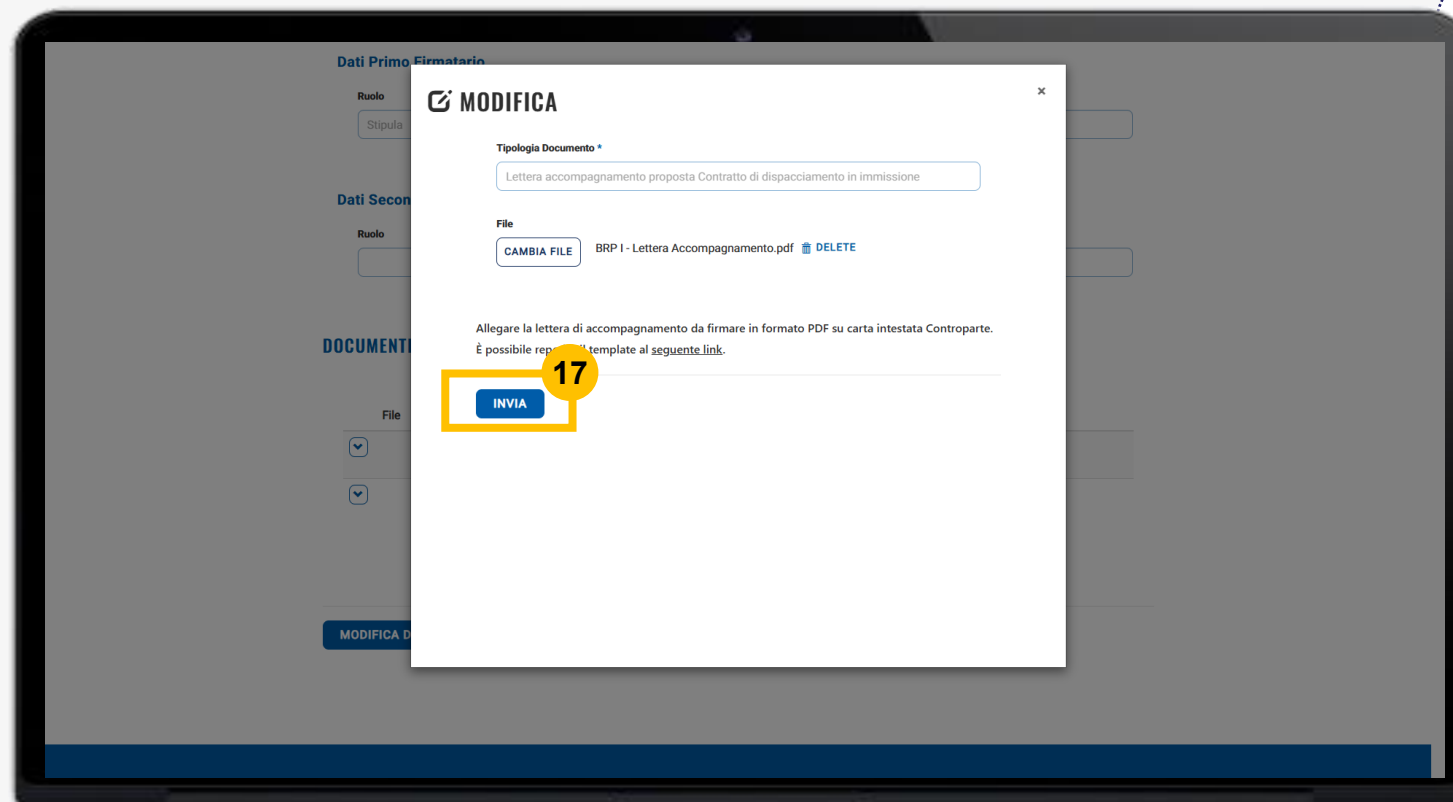 Dati Primo Firmatario
Ruolo
Stipula
Dati Secon
Ruolo
DOCUMENTI
File
MODIFICA D
MODIFICA
×
Tipologia Documento *
Lettera accompagnamento proposta Contratto di dispacciamento in immissione
File
CAMBIA FILE BRP I - Lettera Accompagnamento.pdf DELETE
Allegare la lettera di accompagnamento da firmare in formato PDF su carta intestata Controparte.
È possibile il template al seguente link.
17
INVIA